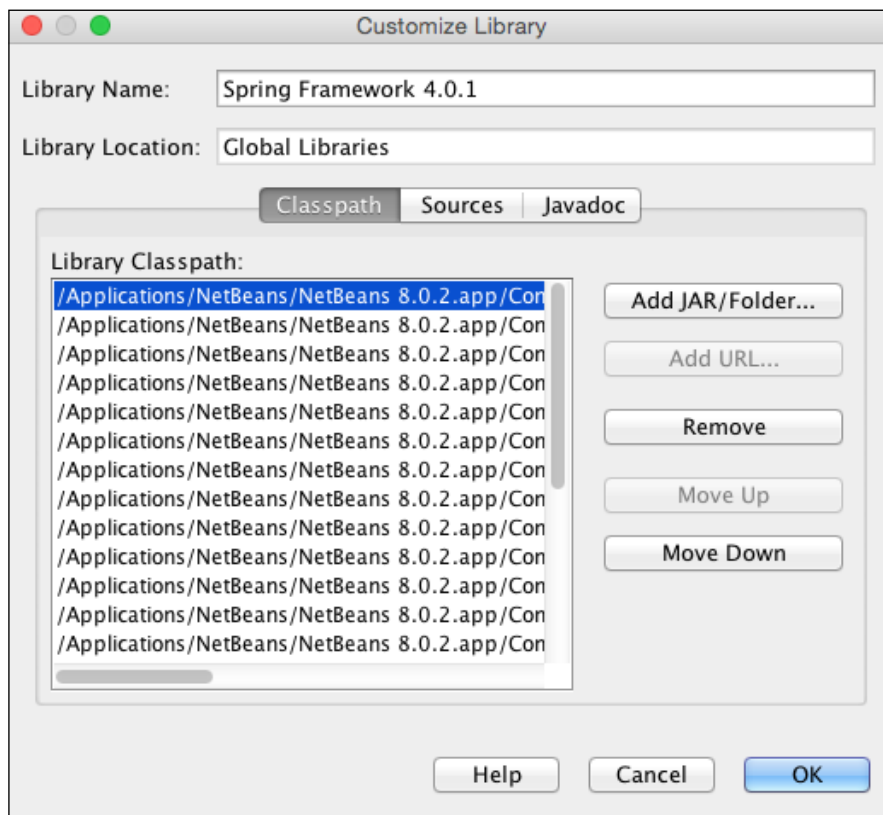 Customize Library
Library Name: Spring Framework 4.0.1
Library Location: Global Libraries
Classpath Sources Javadoc
Library Classpath:
/Applications/NetBeans/NetBeans 8.0.2.app/Con
/Applications/NetBeans/NetBeans 8.0.2.app/Con
/Applications/NetBeans/NetBeans 8.0.2.app/Con
/Applications/NetBeans/NetBeans 8.0.2.app/Con
/Applications/NetBeans/NetBeans 8.0.2.app/Con
/Applications/NetBeans/NetBeans 8.0.2.app/Con
/Applications/NetBeans/NetBeans 8.0.2.app/Con
/Applications/NetBeans/NetBeans 8.0.2.app/Con
/Applications/NetBeans/NetBeans 8.0.2.app/Con
/Applications/NetBeans/NetBeans 8.0.2.app/Con
/Applications/NetBeans/NetBeans 8.0.2.app/Con
/Applications/NetBeans/NetBeans 8.0.2.app/Con
/Applications/NetBeans/NetBeans 8.0.2.app/Con
Add JAR/Folder...
Add URL...
Remove
Move Up
Move Down
Help Cancel OK